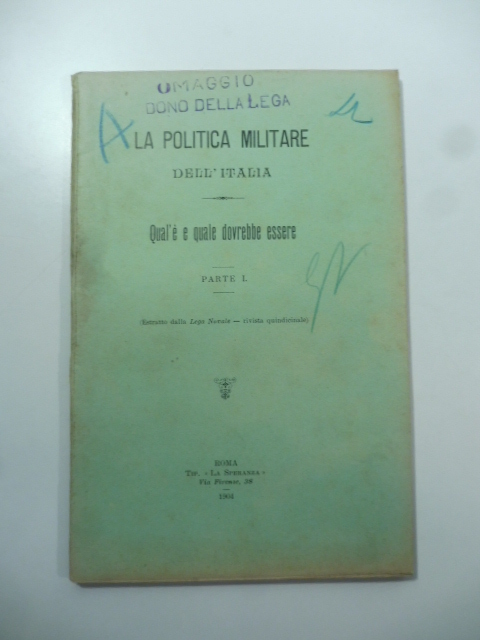 OMAGGIO
DONO DELLA LEGA
A
LA POLITICA MILITARE
DELL'ITALIA
Qual'è e quale dovrebbe essere
PARTE I.
(Estratto dalla Lega Navale — rivista quindicinale)
ROMA
Tip. «La Speranza»
Via Firenze, 38